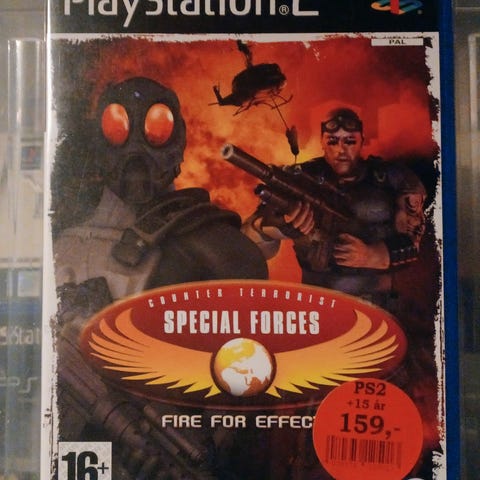 PlayStation®2
PAL
COUNTER TERRORIST
SPECIAL FORCES
FIRE FOR EFFECT
PS2
+15 år
159,-
16+